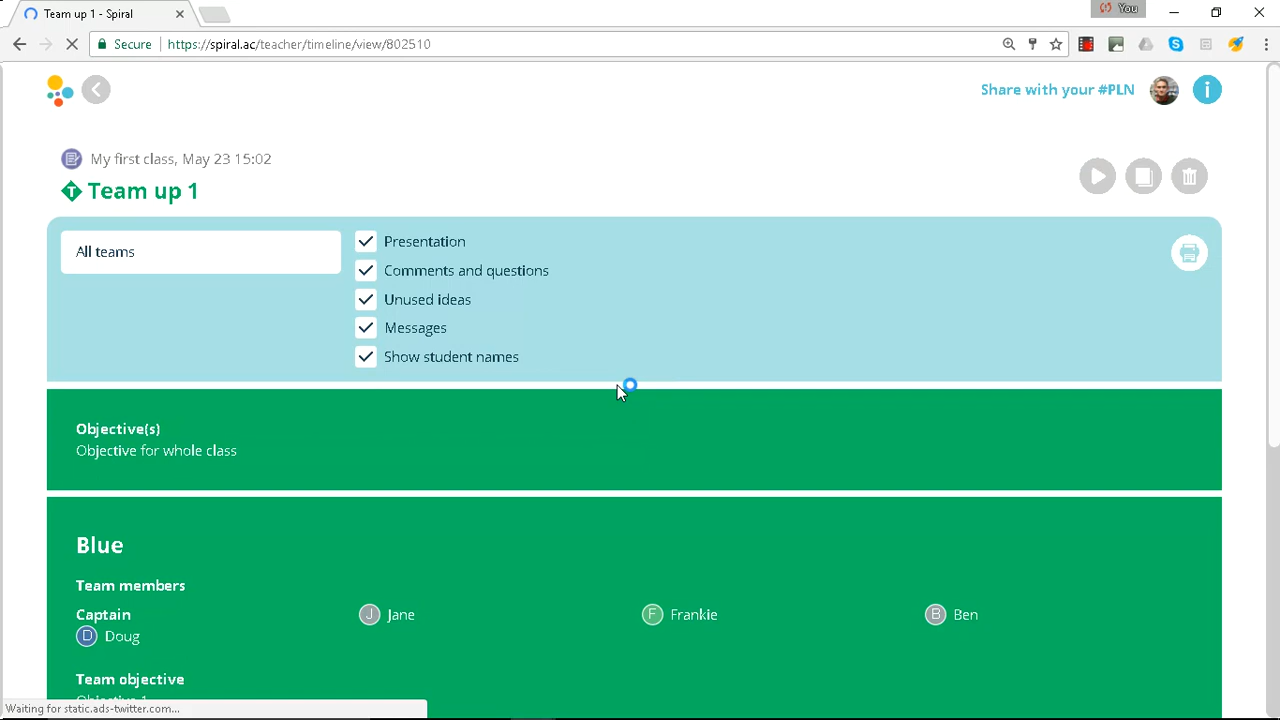 Team up 1 - Spiral
You
Secure
https://spiral.ac/teacher/timeline/view/802510
Share with your #PLN
i
My first class, May 23 15:02
T Team up 1
All teams
Presentation
Comments and questions
Unused ideas
Messages
Show student names
Objective(s)
Objective for whole class
Blue
Team members
Captain
J Jane
F Frankie
B Ben
D Doug
Team objective
Objective 1
Waiting for static.ads-twitter.com...